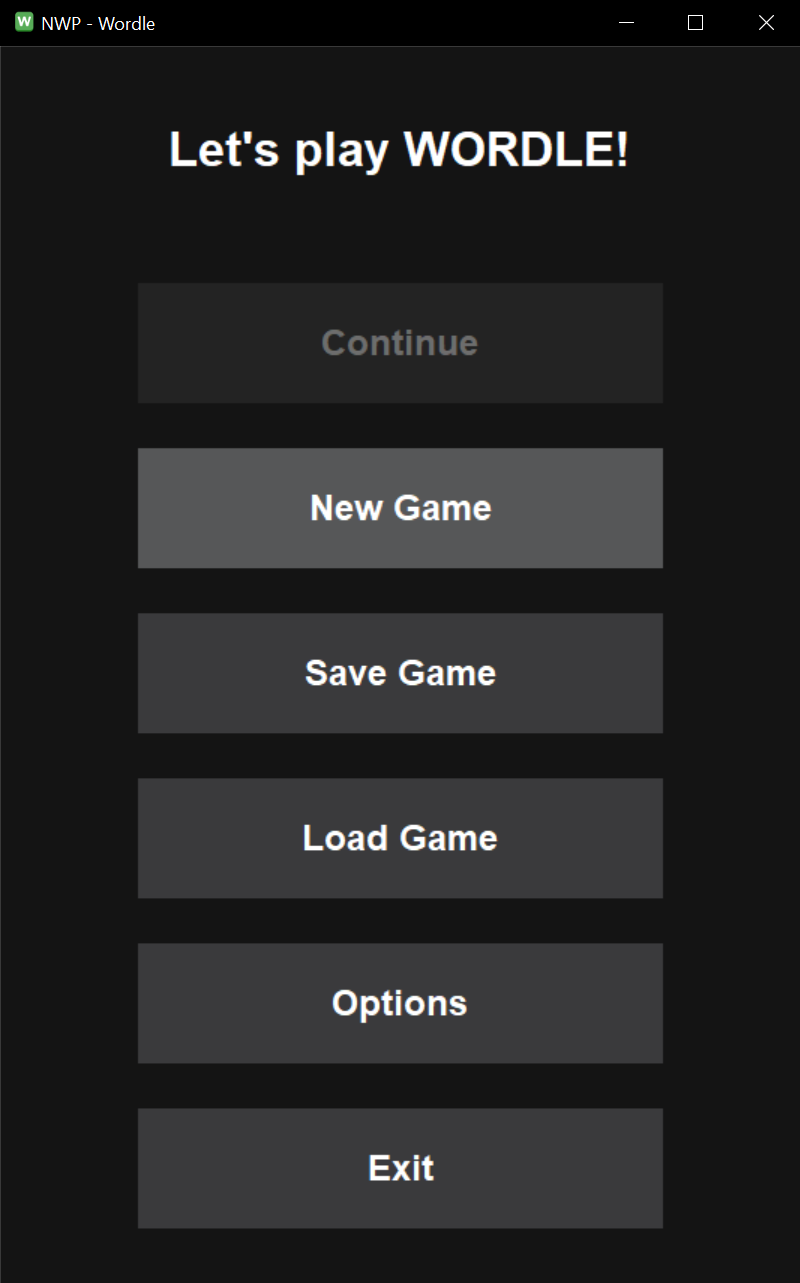 W NWP - Wordle
Let's play WORDLE!
Continue
New Game
Save Game
Load Game
Options
Exit